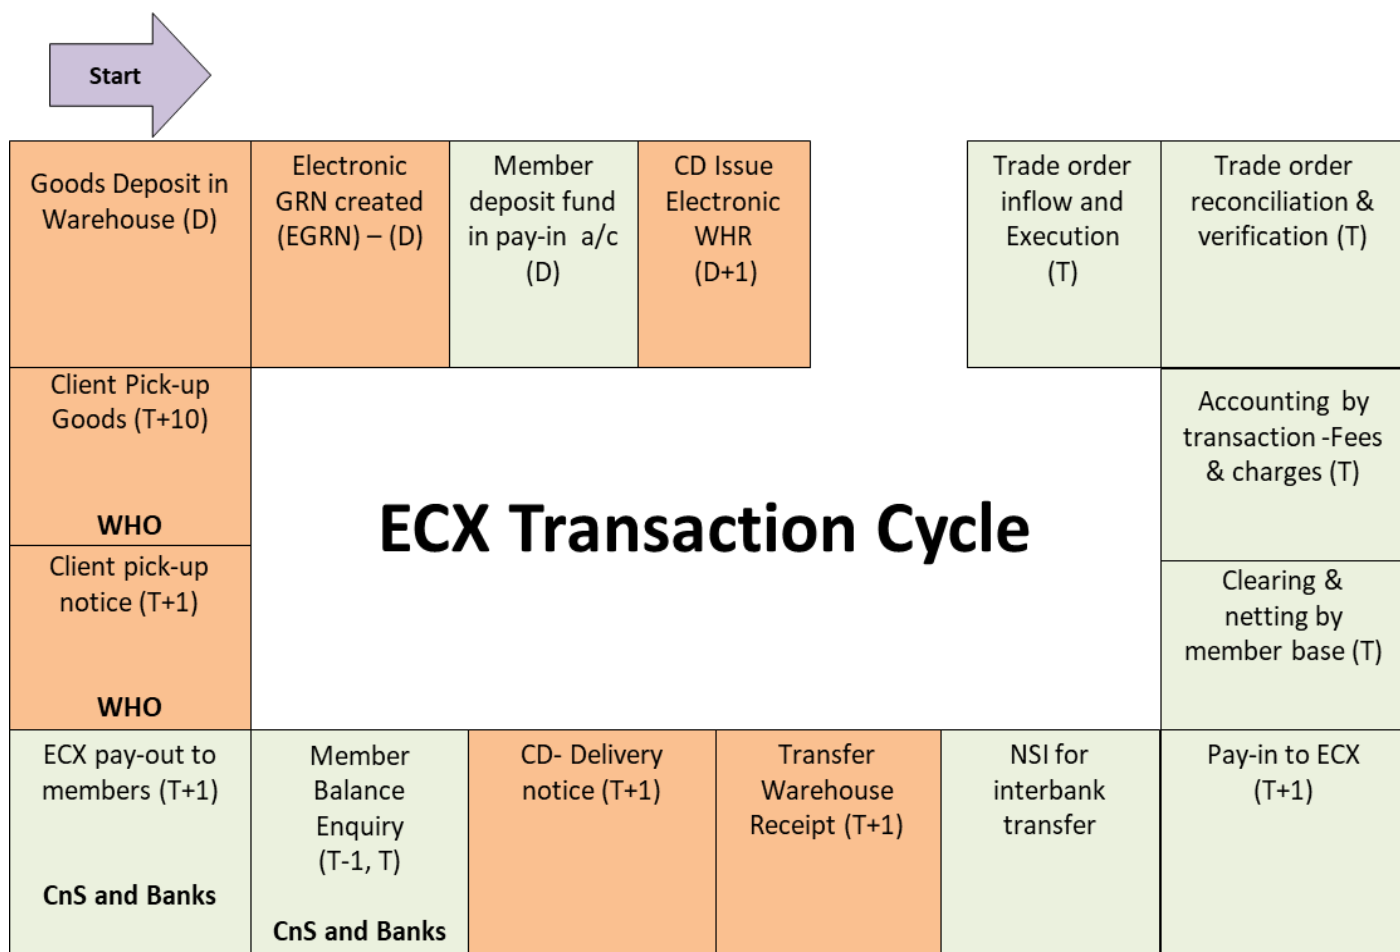 Start
Goods Deposit in
Warehouse (D)
Electronic
GRN created
(EGRN) – (D)
Member
deposit fund
in pay-in a/c
(D)
CD Issue
Electronic
WHR
(D+1)
Trade order
inflow and
Execution
(T)
Trade order
reconciliation &
verification (T)
Client Pick-up
Goods (T+10)
WHO
Accounting by
transaction -Fees
& charges (T)
ECX Transaction Cycle
Client pick-up
notice (T+1)
WHO
Clearing &
netting by
member base (T)
ECX pay-out to
members (T+1)
CnS and Banks
Member
Balance
Enquiry
(T-1, T)
CnS and Banks
CD- Delivery
notice (T+1)
Transfer
Warehouse
Receipt (T+1)
NSI for
interbank
transfer
Pay-in to ECX
(T+1)